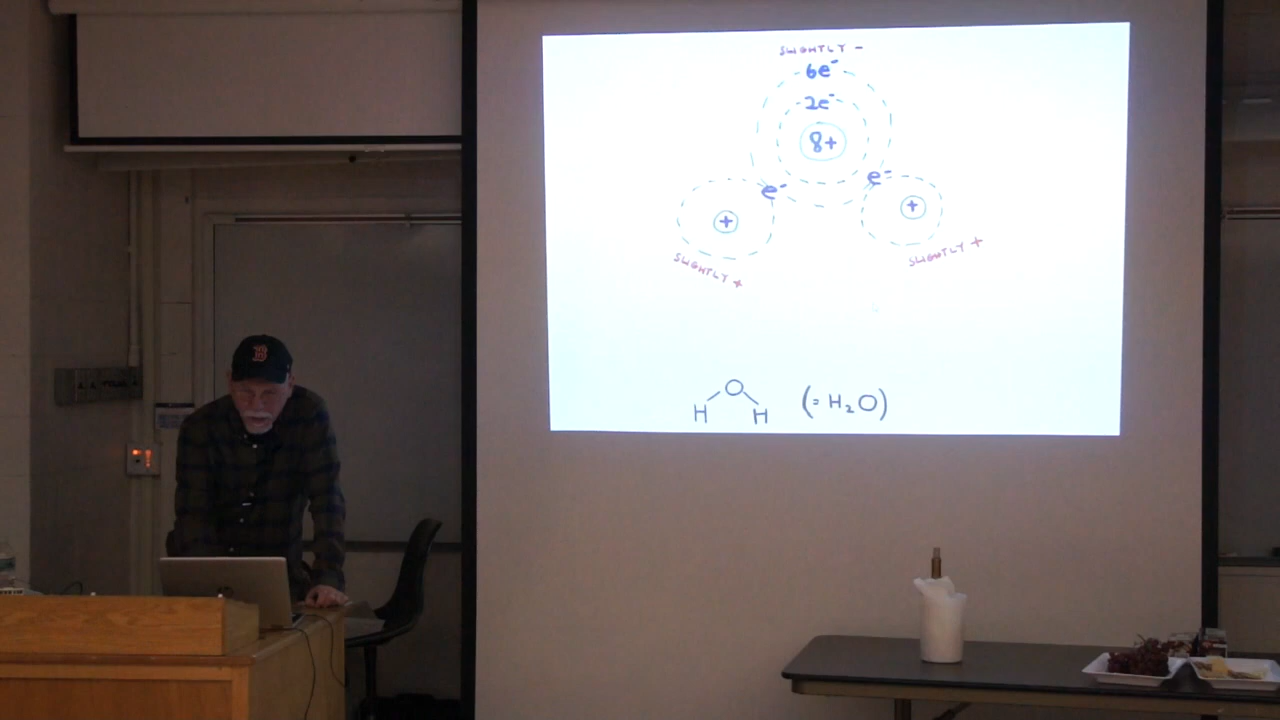 SLIGHTLY -
6e-
2e-
8+
e- e-
+ +
SLIGHTLY + SLIGHTLY +
O
H H (= H₂O)
B